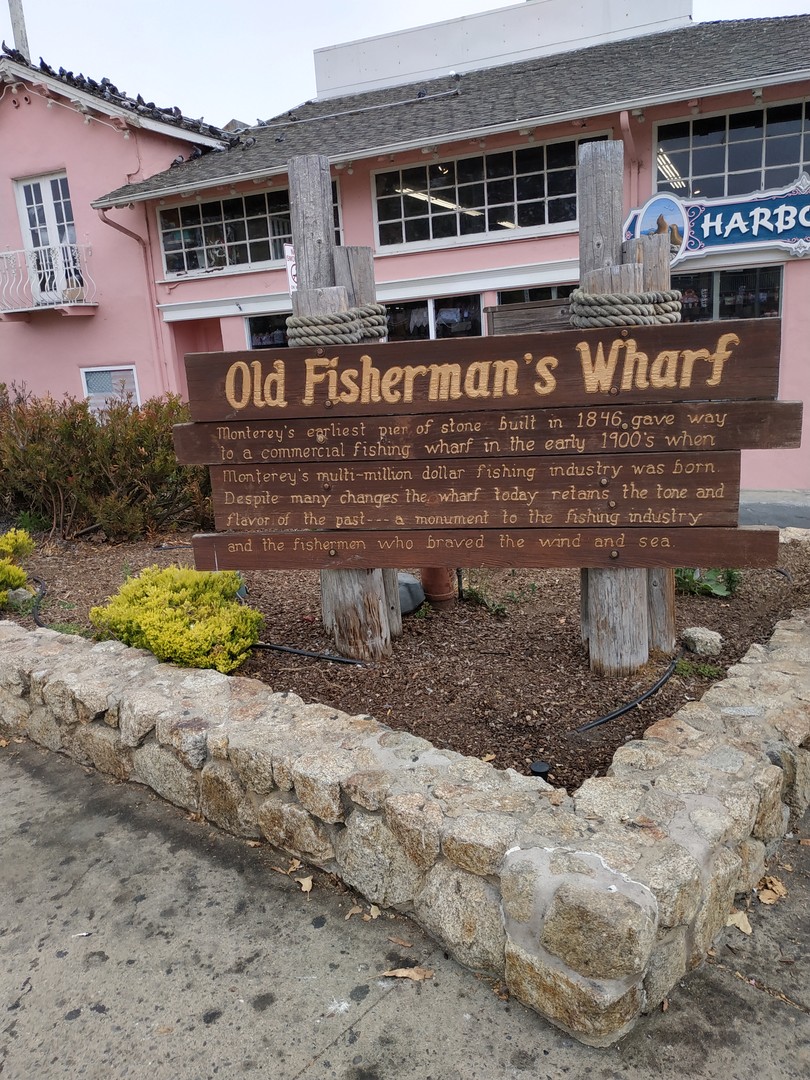 HARBO
Old Fisherman's Wharf
Monterey's earliest pier of stone built in 1846 gave way
to a commercial fishing wharf in the early 1900's when
Monterey's multi-million dollar fishing industry was born.
Despite many changes the wharf today retains the tone and
flavor of the past--- a monument to the fishing industry
and the fishermen who braved the wind and sea.